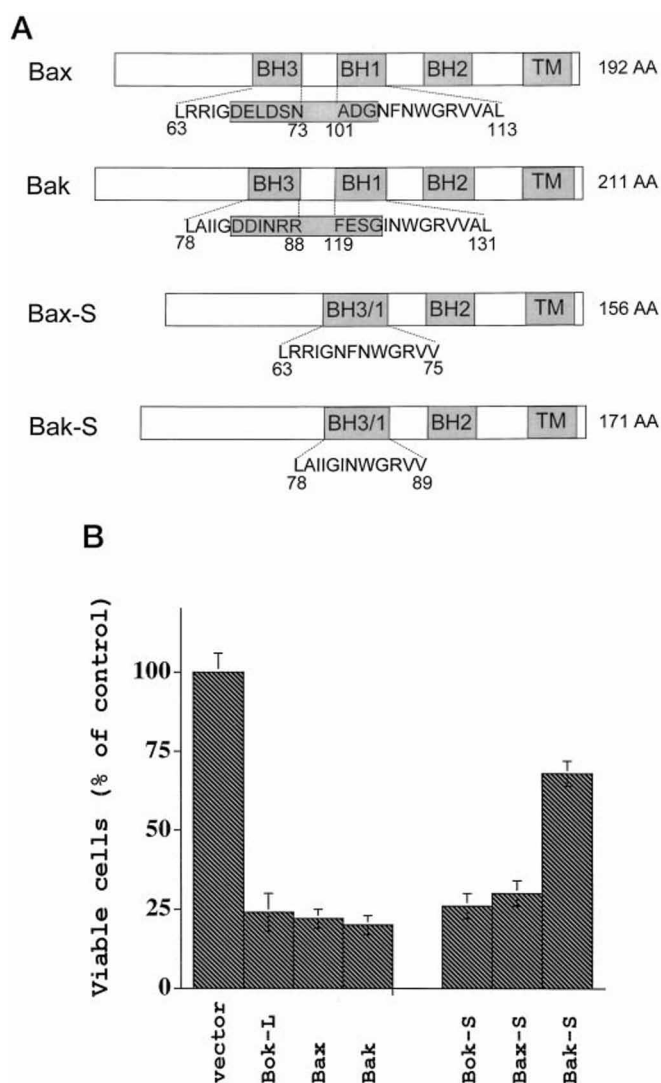 A
Bax BH3 BH1 BH2 TM 192 AA
LRRIGDELDSN ADGNFNWGRVVAL
63 73 101 113
Bak BH3 BH1 BH2 TM 211 AA
LAIIGDDINRR FESGINWGRVVAL
78 88 119 131
Bax-S BH3/1 BH2 TM 156 AA
LRRIGNFNWGRVV
63 75
Bak-S BH3/1 BH2 TM 171 AA
LAIIGINWGRVV
78 89
B
Viable cells (% of control)
100
75
50
25
0
vector Bok-L Bax Bak Bok-S Bax-S Bak-S